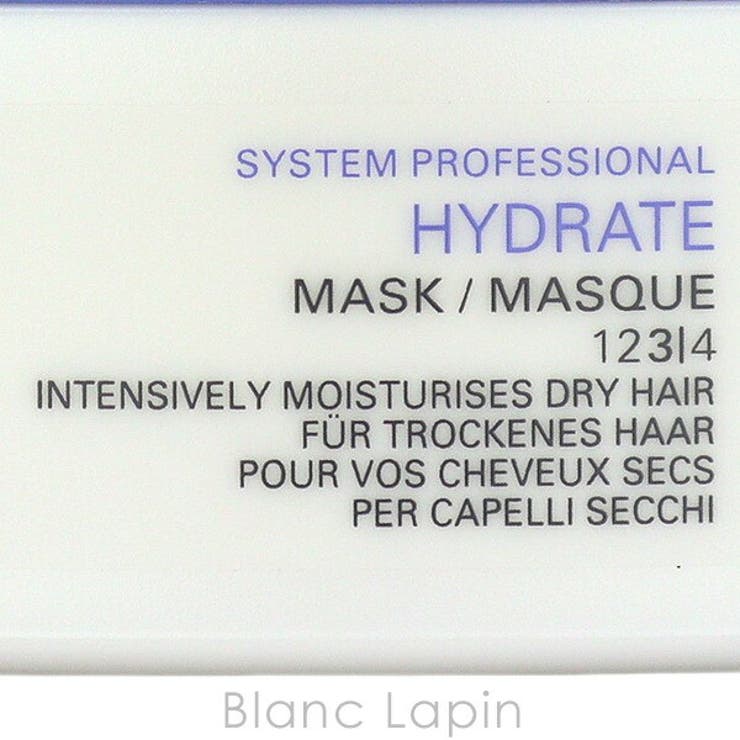 SYSTEM PROFESSIONAL
HYDRATE
MASK / MASQUE
123|4
INTENSIVELY MOISTURISES DRY HAIR
FÜR TROCKENES HAAR
POUR VOS CHEVEUX SECS
PER CAPELLI SECCHI
Blanc Lapin